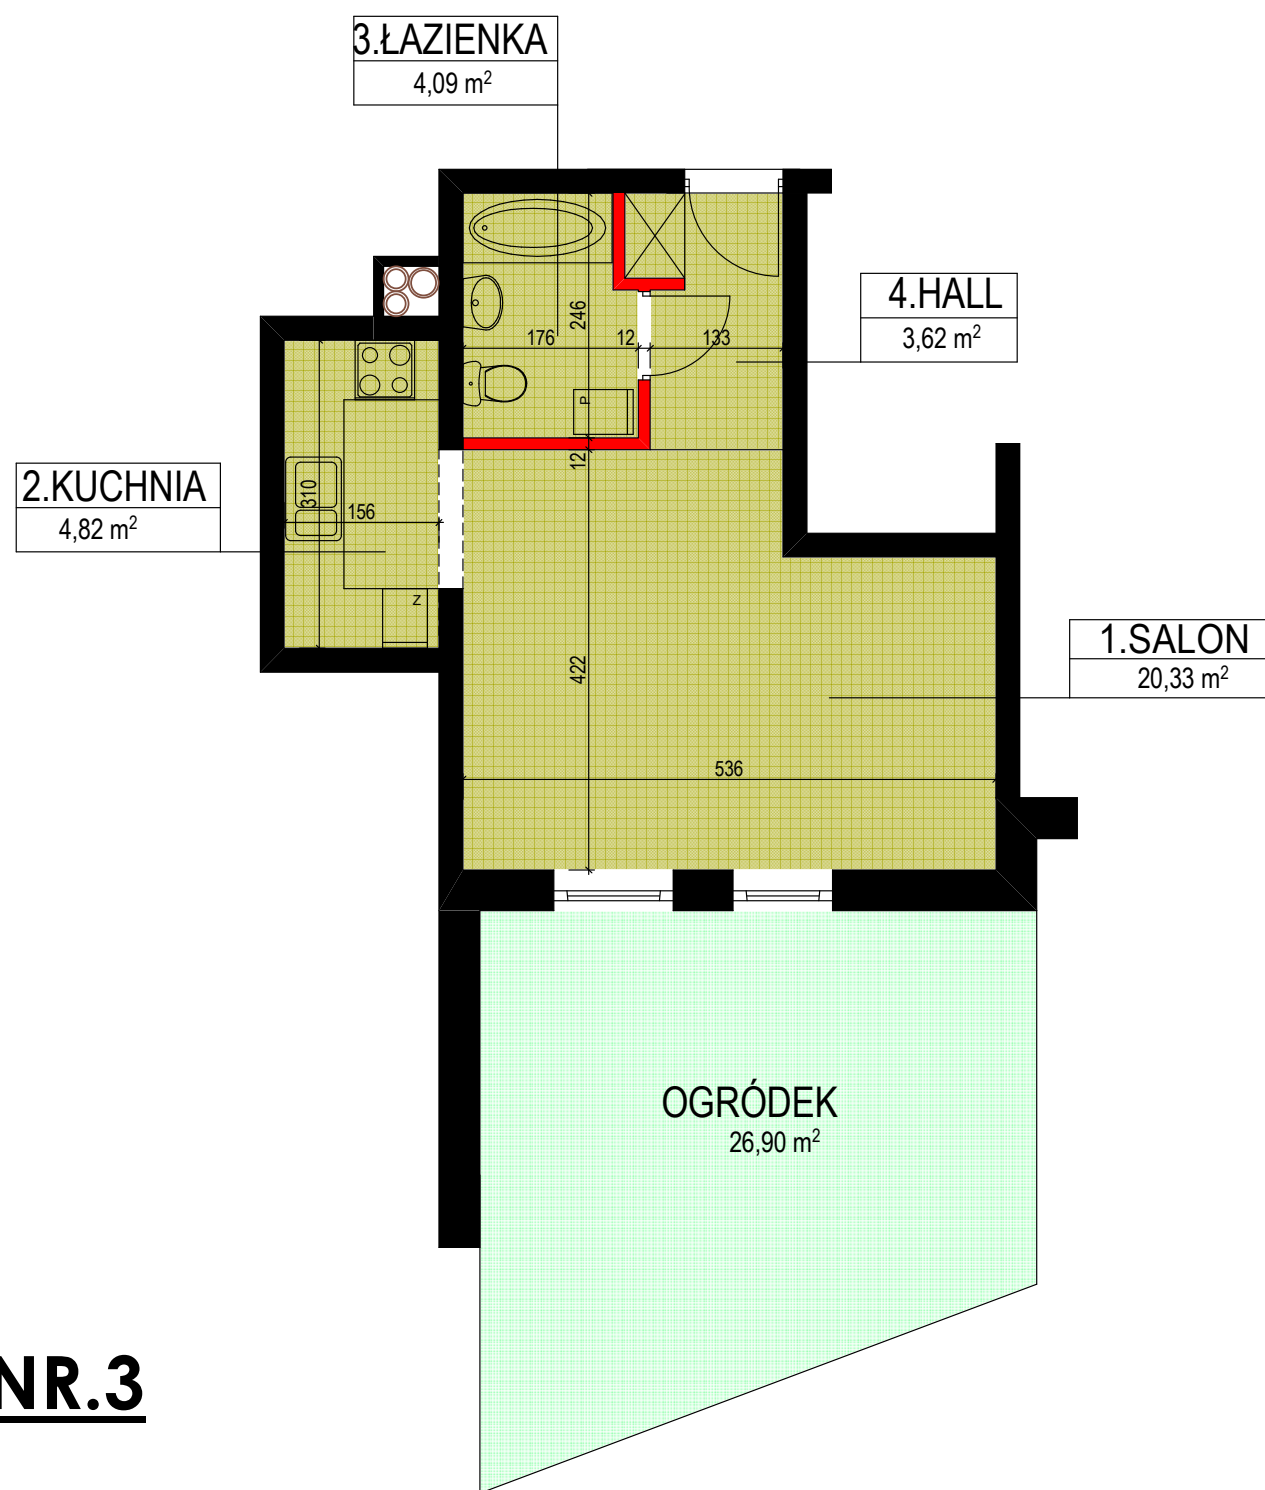 3.ŁAZIENKA
4,09 m²
4.HALL
3,62 m²
246
176
12
133
P
12
2.KUCHNIA
4,82 m²
310
156
Z
1.SALON
20,33 m²
422
536
OGRÓDEK
26,90 m²
NR.3